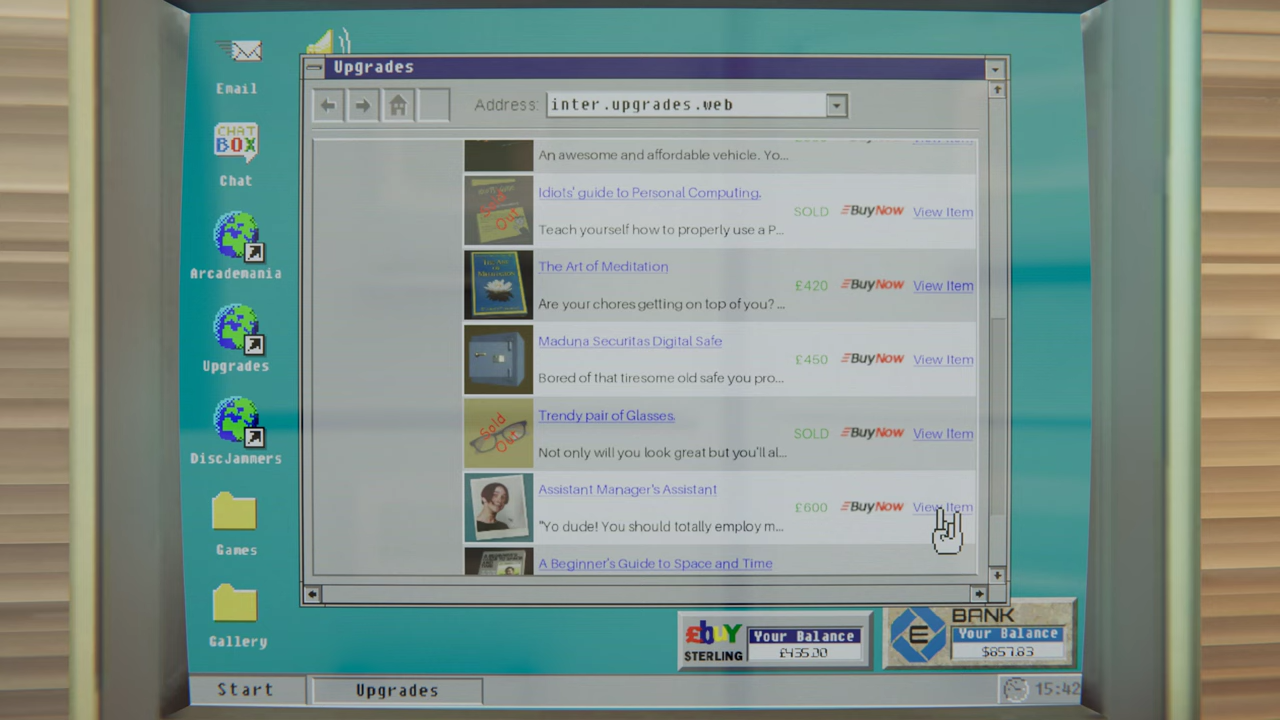 Email
CHAT
BOX
Chat
Arcademania
Upgrades
DiscJammers
Games
Gallery
Upgrades
Address: inter.upgrades.web
BuyNow
An awesome and affordable vehicle. Yo...
Sold
Out
Idiots' guide to Personal Computing.
SOLD BuyNow View Item
Teach yourself how to properly use a P...
The Art of Meditation
£420 BuyNow View Item
Are your chores getting on top of you? ...
Maduna Securitas Digital Safe
£450 BuyNow View Item
Bored of that tiresome old safe you pro...
Sold
Out
Trendy pair of Glasses.
SOLD BuyNow View Item
Not only will you look great but you'll al...
Assistant Manager's Assistant
£600 BuyNow View Item
"Yo dude! You should totally employ m...
A Beginner's Guide to Space and Time
ebuy
STERLING
Your Balance
£435.00
E
BANK
Your Balance
$857.83
Start
Upgrades
15:42